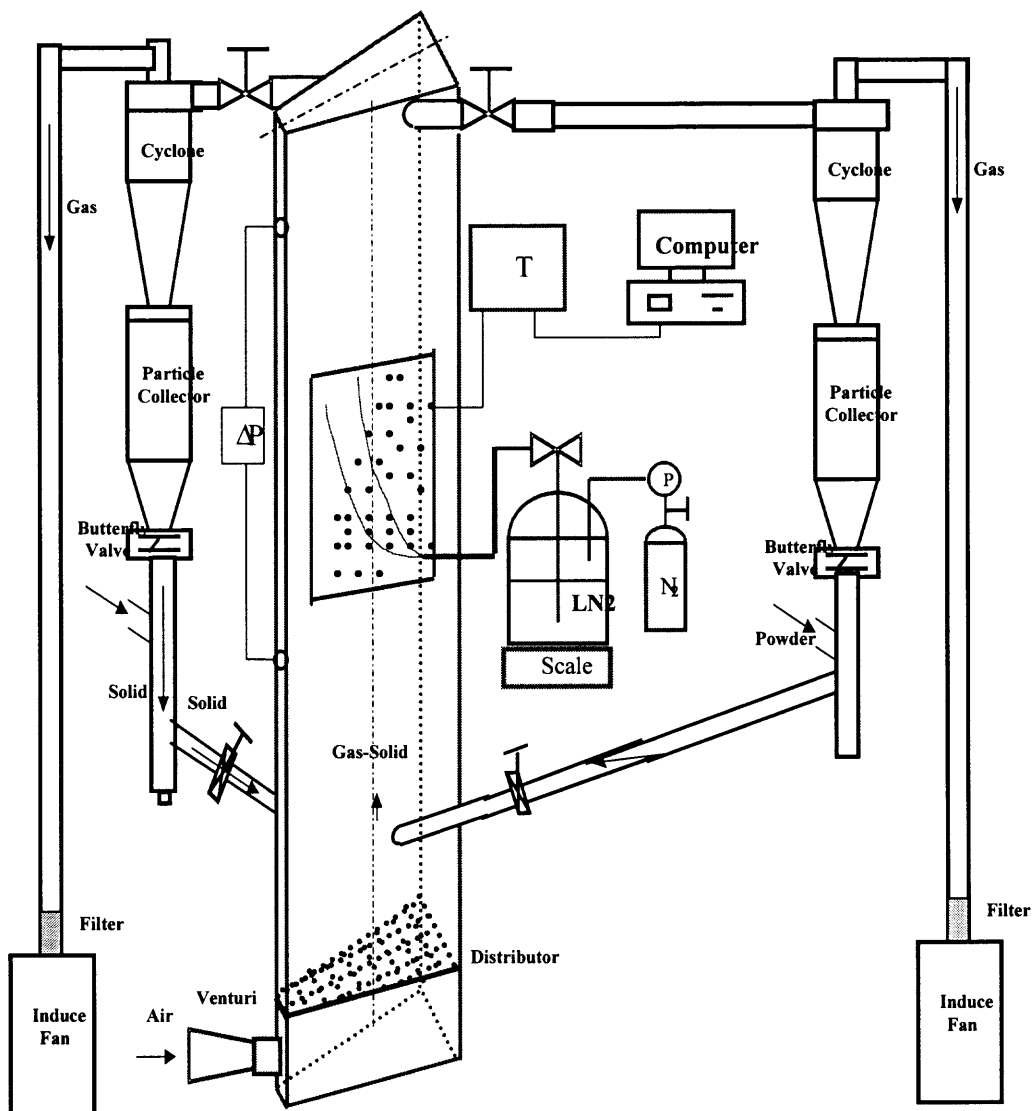 Cyclone
Cyclone
Gas
Gas
Computer
T
Particle
Collector
Particle
Collector
ΔP
P
Butterfly
Valve
Butterfly
Valve
N2
LN2
Powder
Scale
Solid
Solid
Gas-Solid
Filter
Filter
Distributor
Venturi
Air
Induce
Fan
Induce
Fan